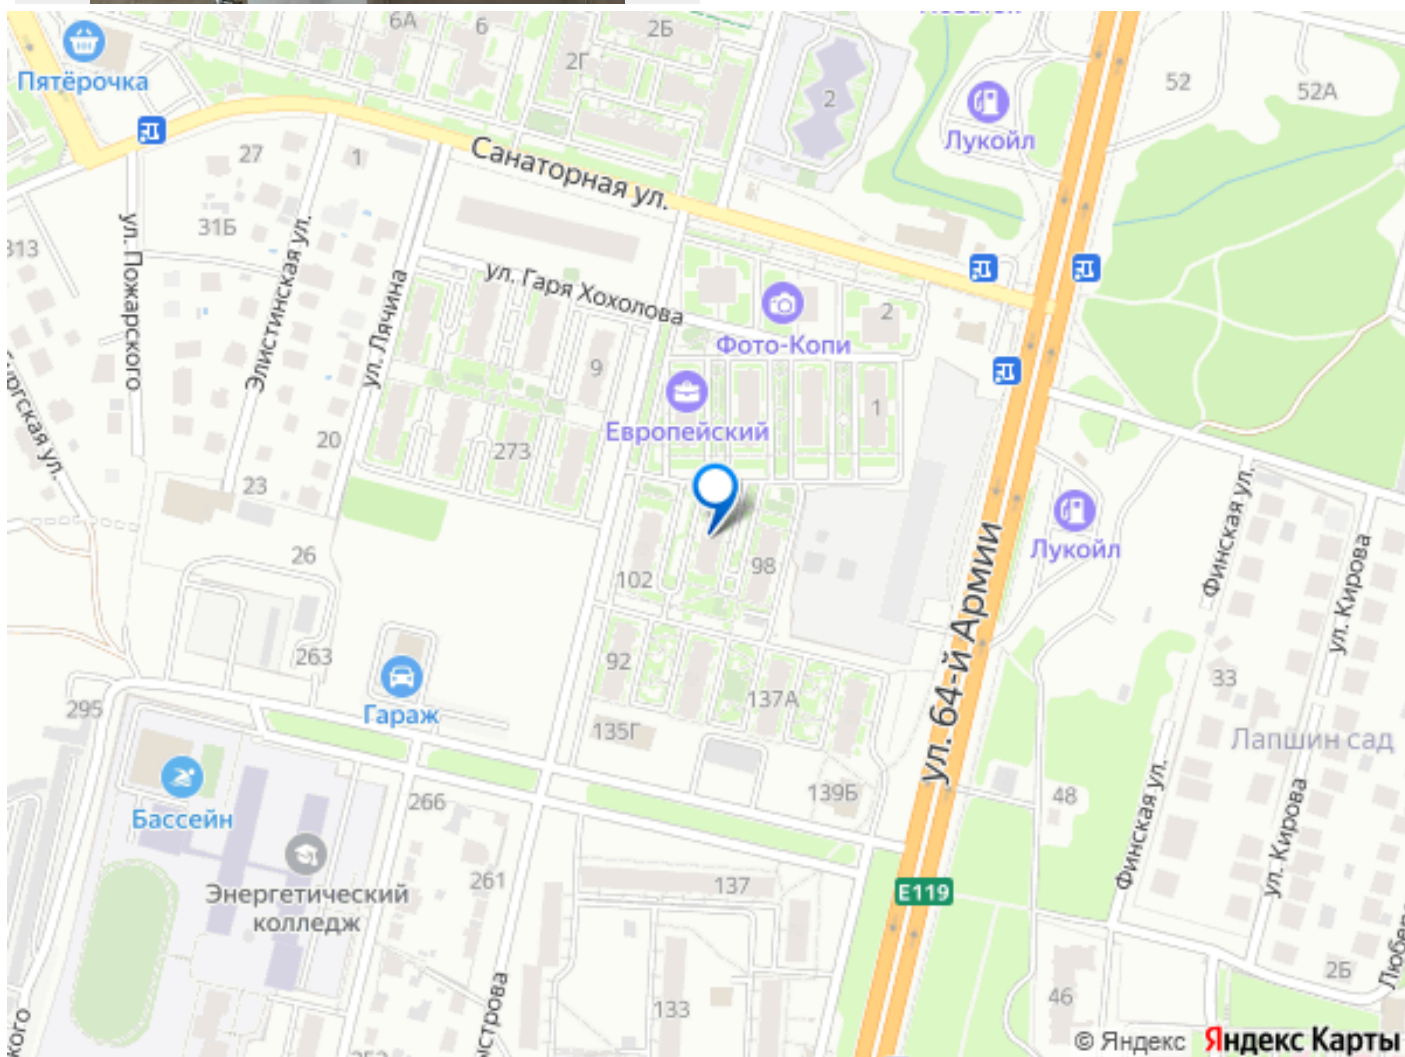 6А
6
2Б
2Г
Пятёрочка
2
52
52А
Лукойл
27
1
Санаторная ул.
31Б
313
ул. Пожарского
Элистинская ул.
ул. Лячина
ул. Гаря Хохолова
2
Фото-Копи
9
Европейский
1
20
273
23
ул. 64-й Армии
Лукойл
Финская ул.
ул. Кирова
26
102
98
263
92
33
295
Гараж
137А
135Г
Лапшин сад
Бассейн
266
139Б
48
Финская ул.
ул. Кирова
Энергетический
колледж
261
137
E119
133
46
2Б
© Яндекс Яндекс Карты